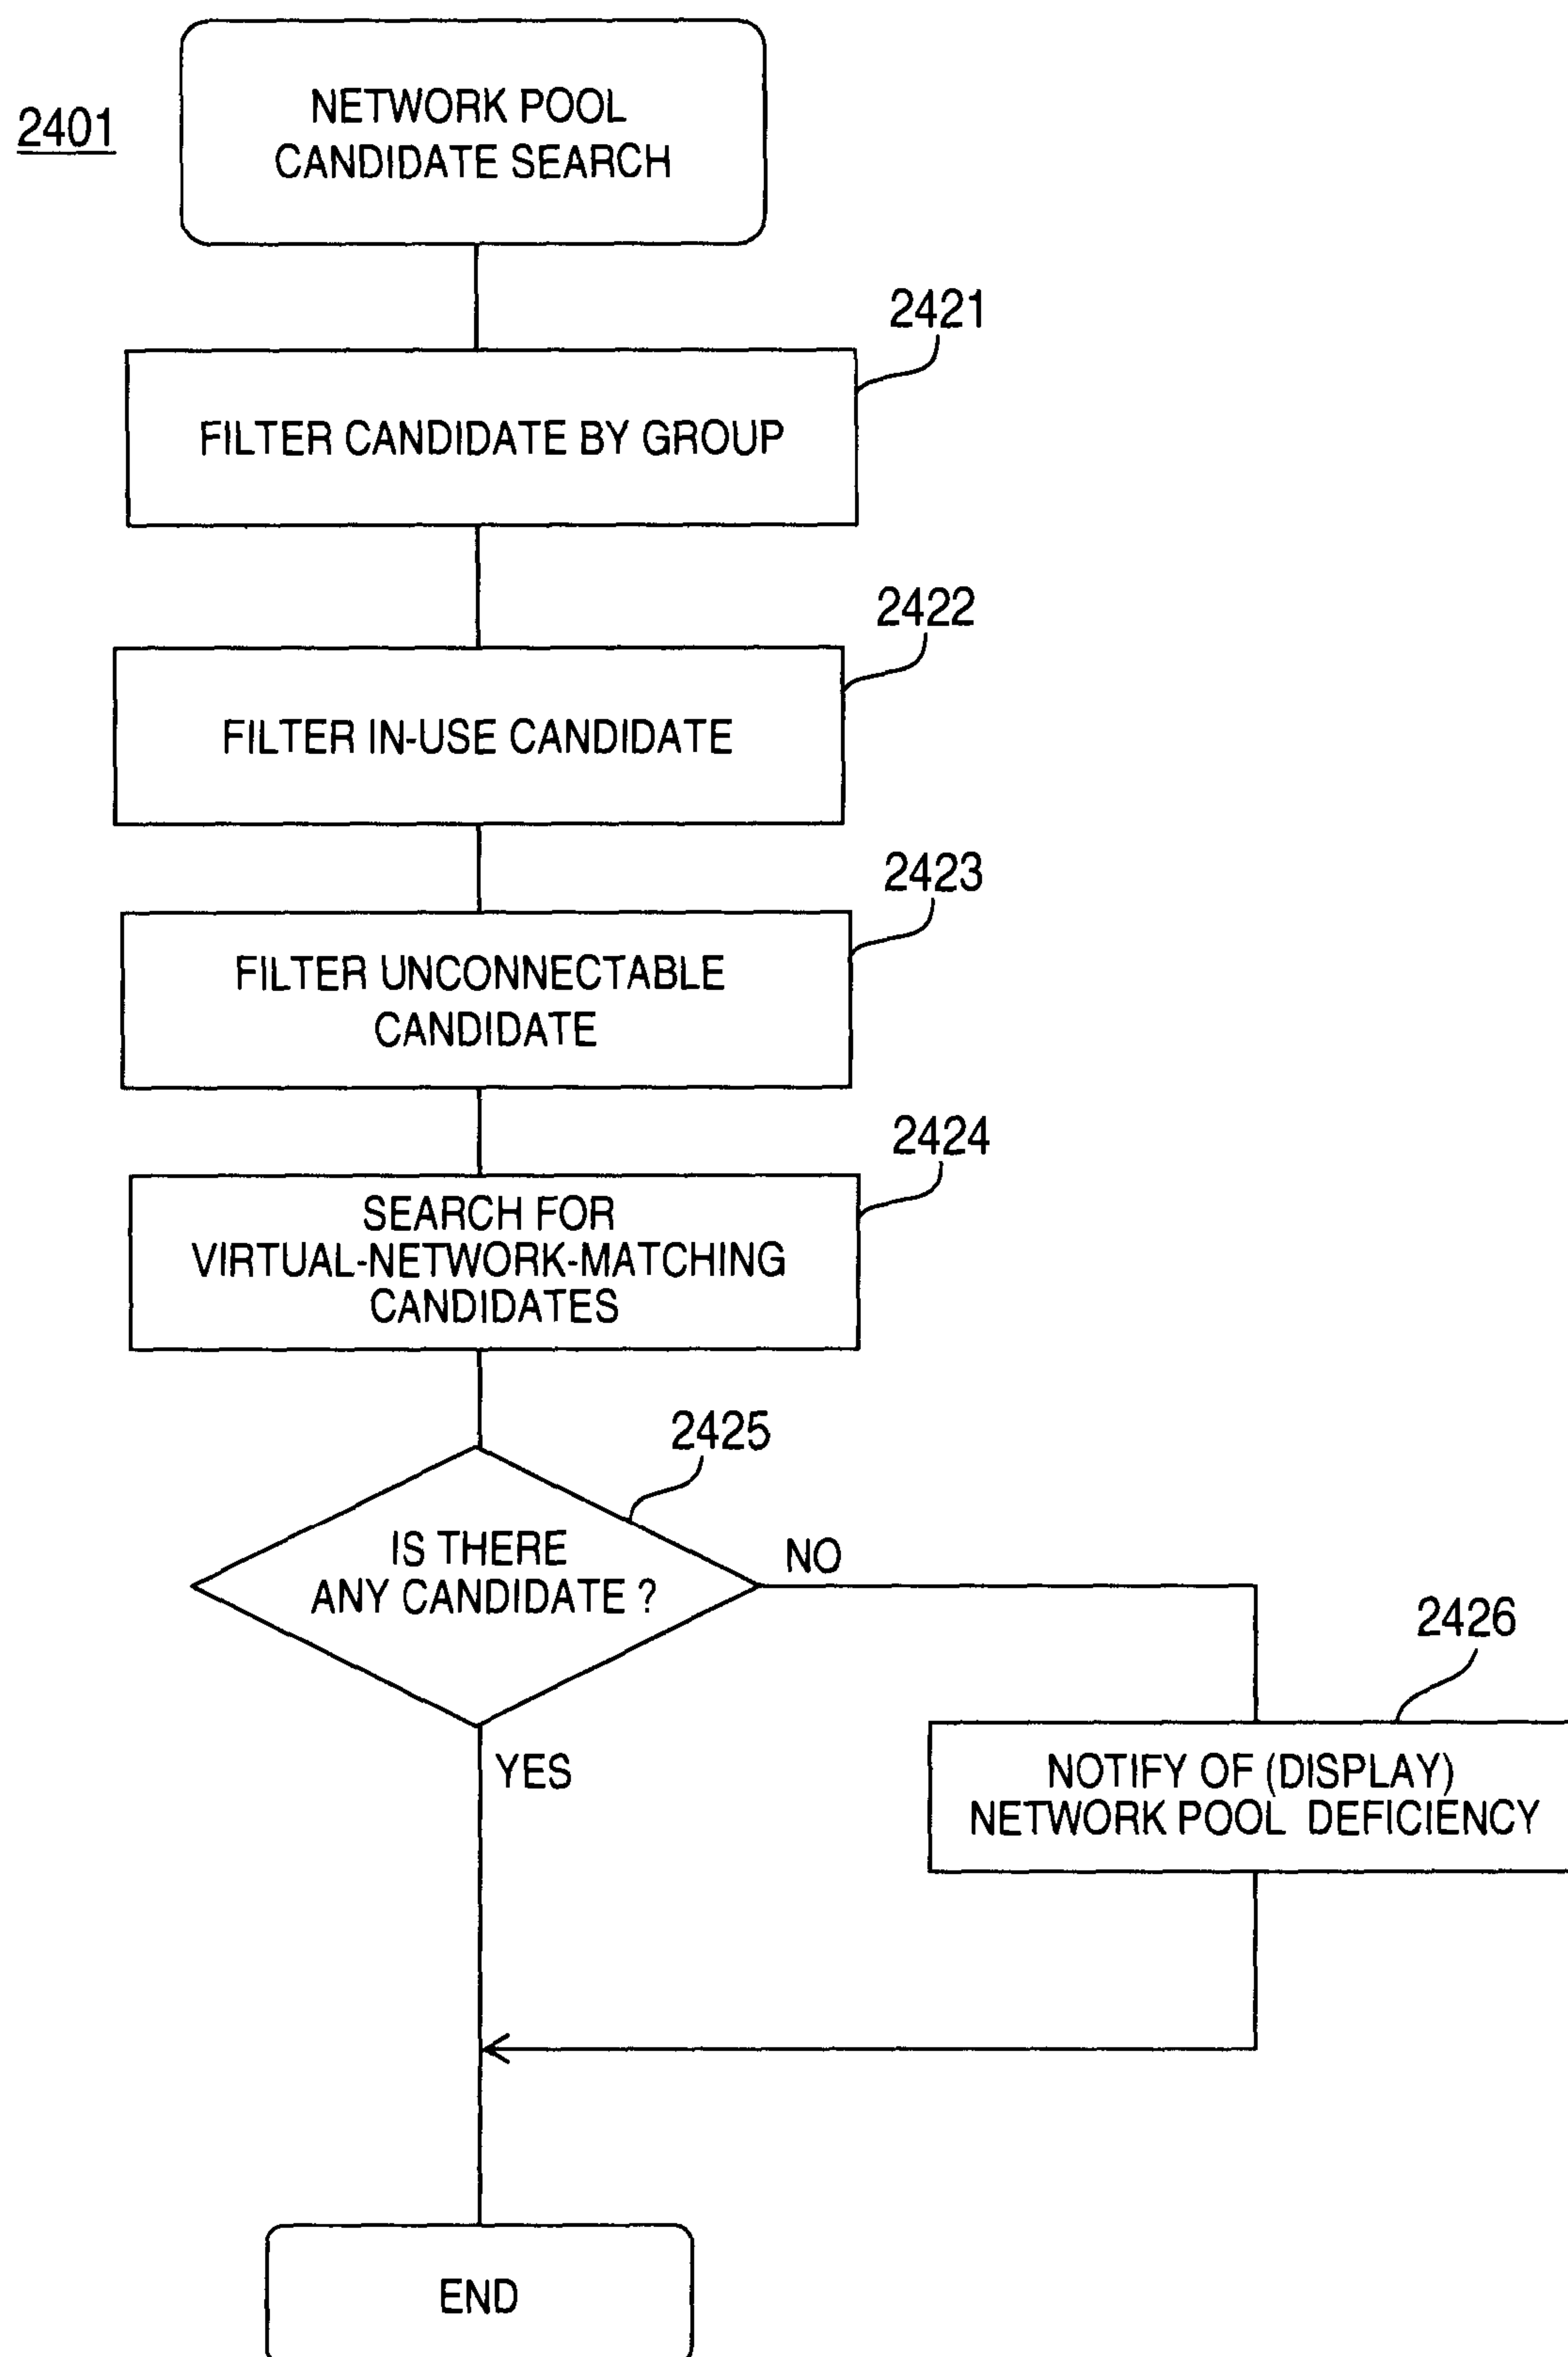 2401
NETWORK POOL
CANDIDATE SEARCH
2421
FILTER CANDIDATE BY GROUP
2422
FILTER IN-USE CANDIDATE
2423
FILTER UNCONNECTABLE
CANDIDATE
2424
SEARCH FOR
VIRTUAL-NETWORK-MATCHING
CANDIDATES
2425
IS THERE
ANY CANDIDATE ?
NO
2426
YES
NOTIFY OF (DISPLAY)
NETWORK POOL DEFICIENCY
END